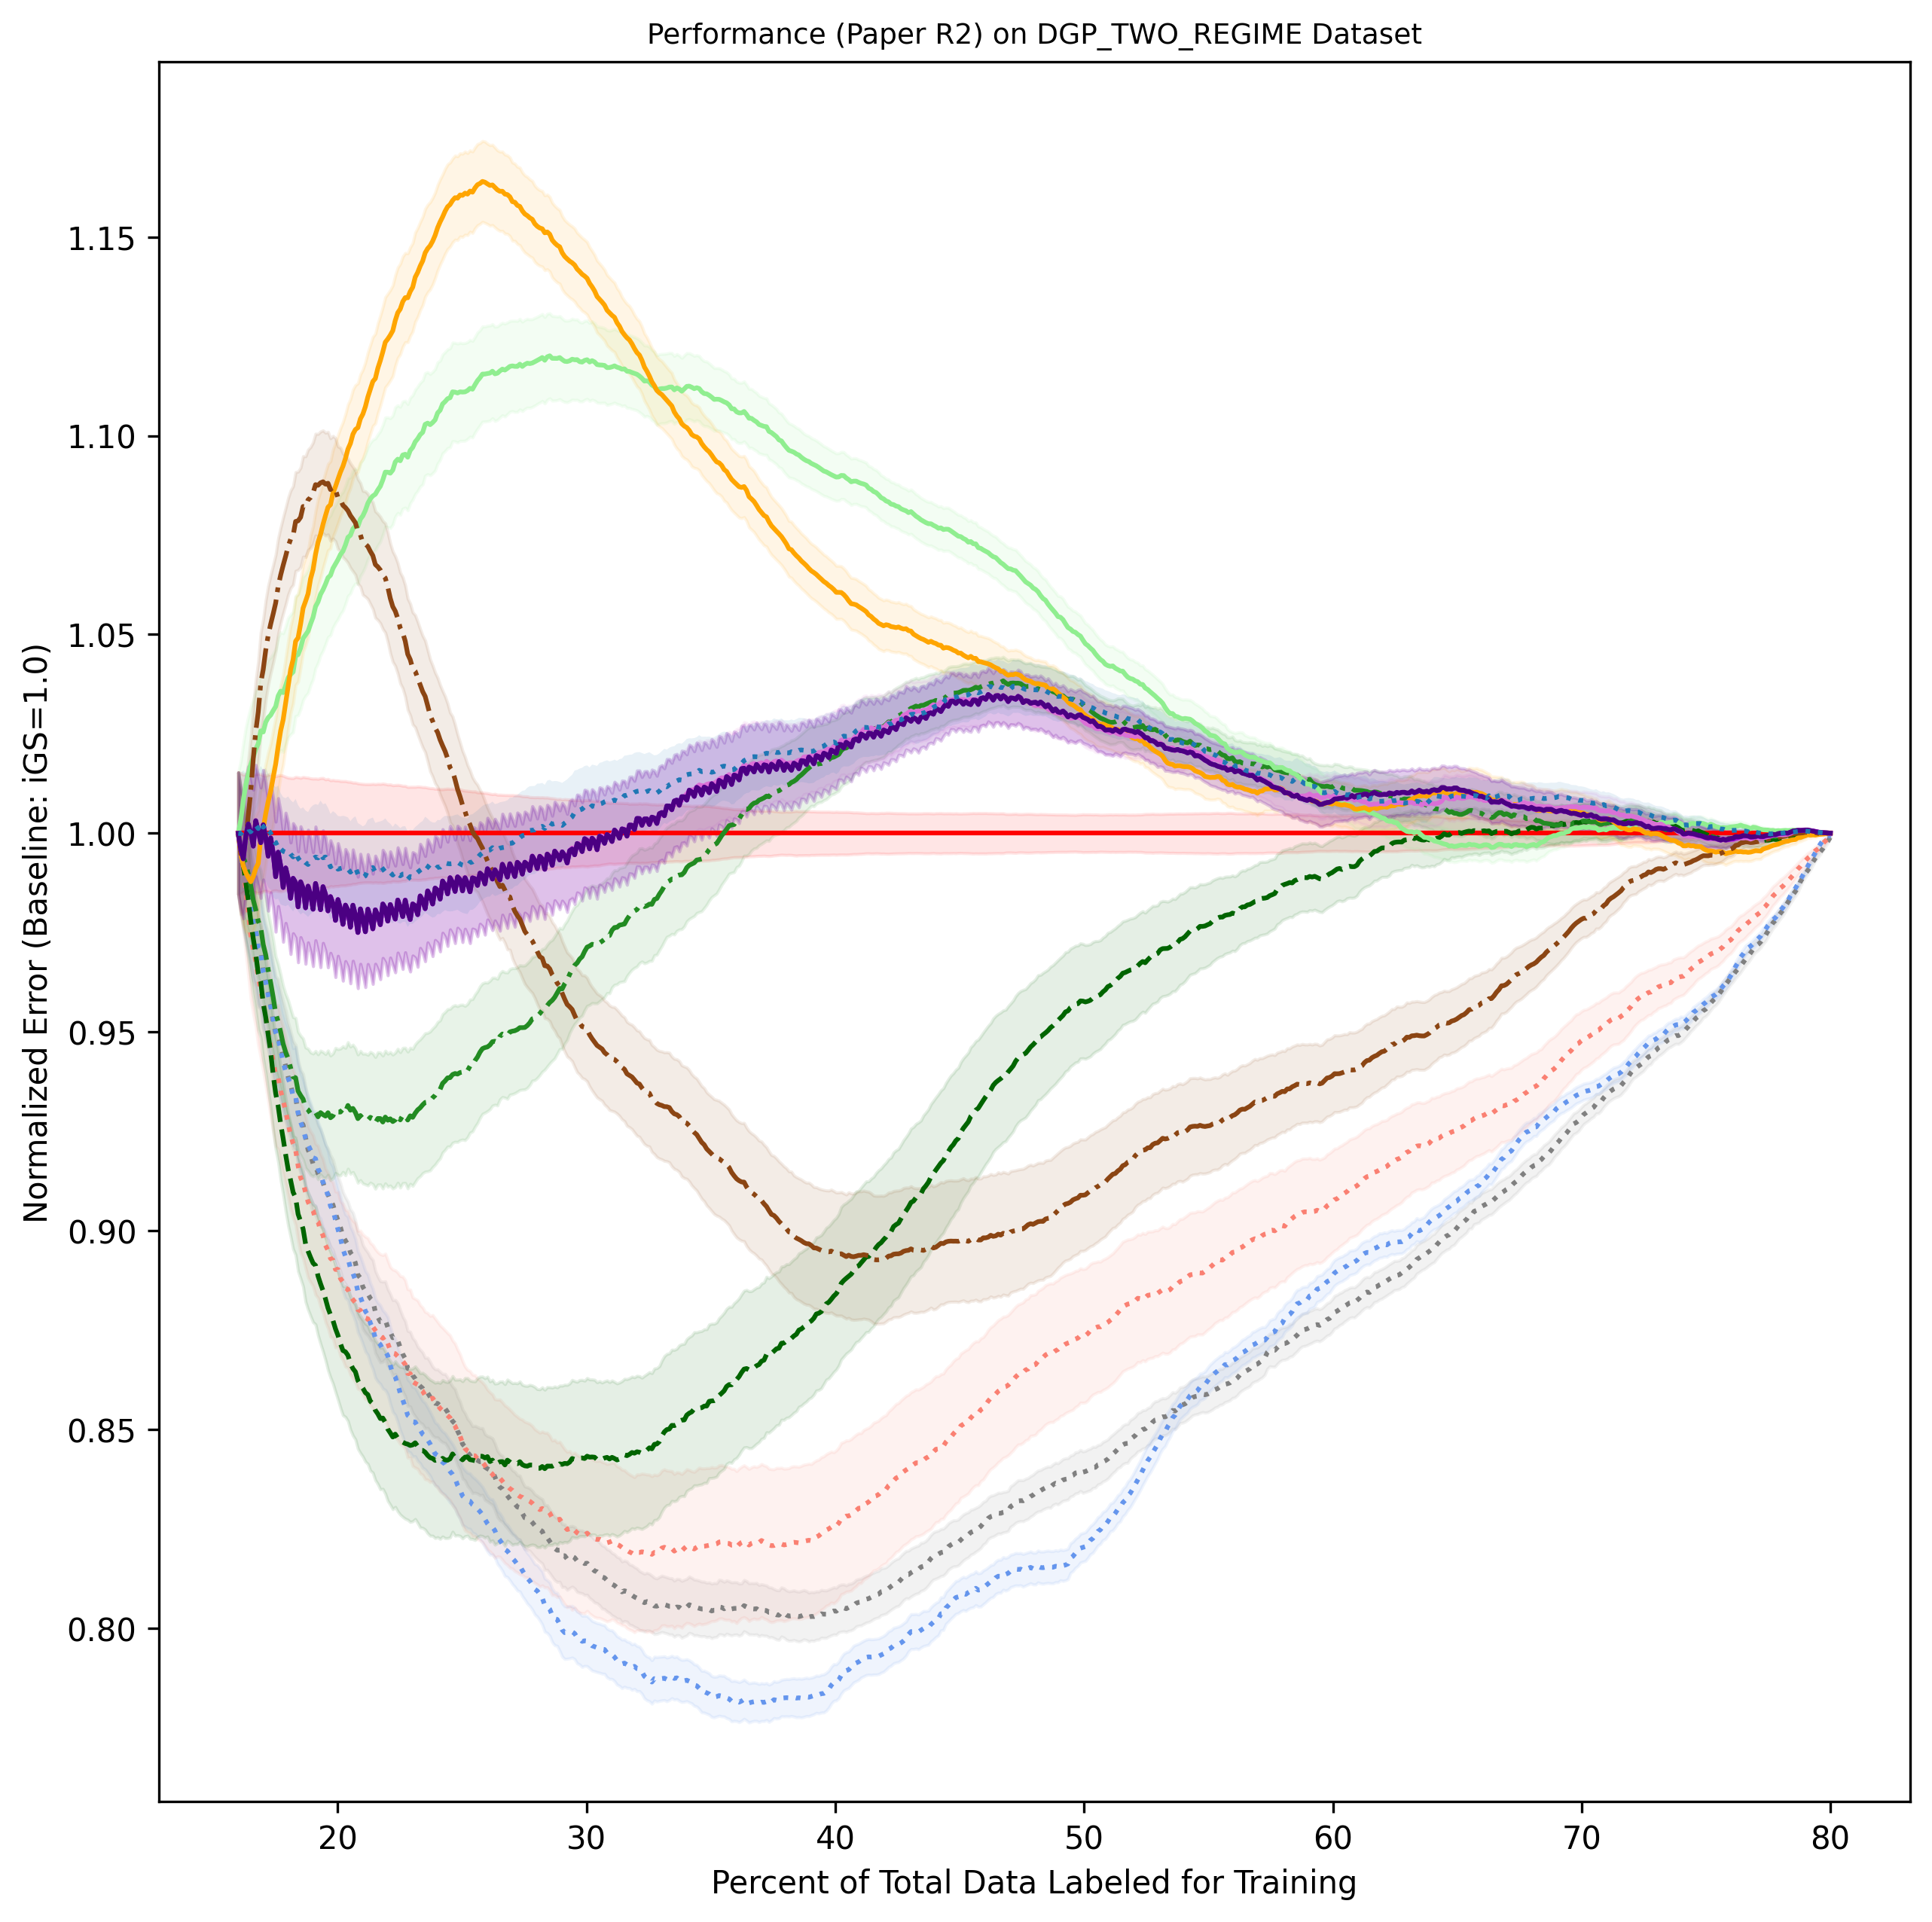 Performance (Paper R2) on DGP_TWO_REGIME Dataset
Normalized Error (Baseline: iGS=1.0)
1.15
1.10
1.05
1.00
0.95
0.90
0.85
0.80
20 30 40 50 60 70 80
Percent of Total Data Labeled for Training